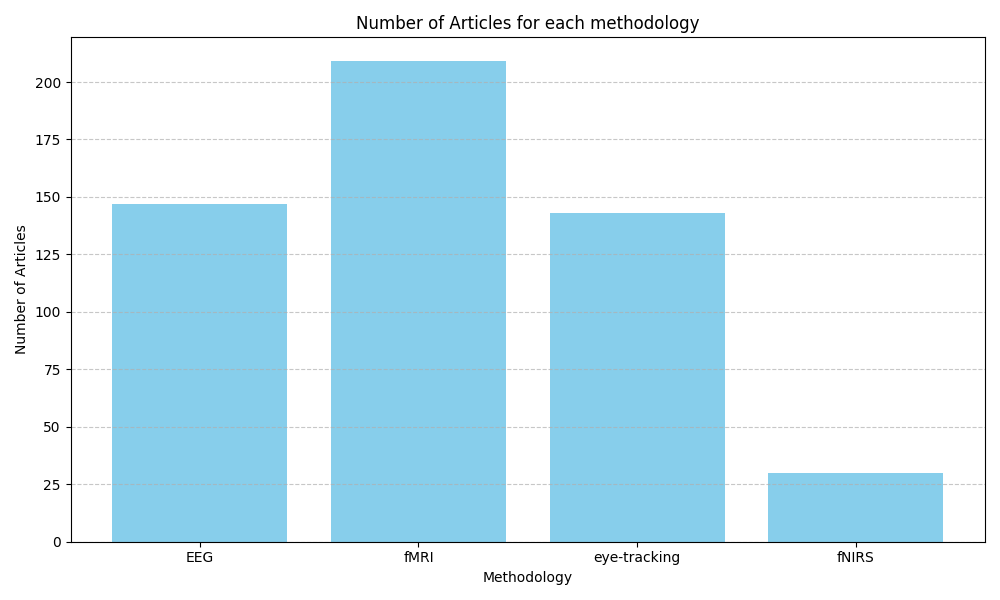 Number of Articles for each methodology
Number of Articles
200
175
150
125
100
75
50
25
0
EEG
fMRI
eye-tracking
fNIRS
Methodology